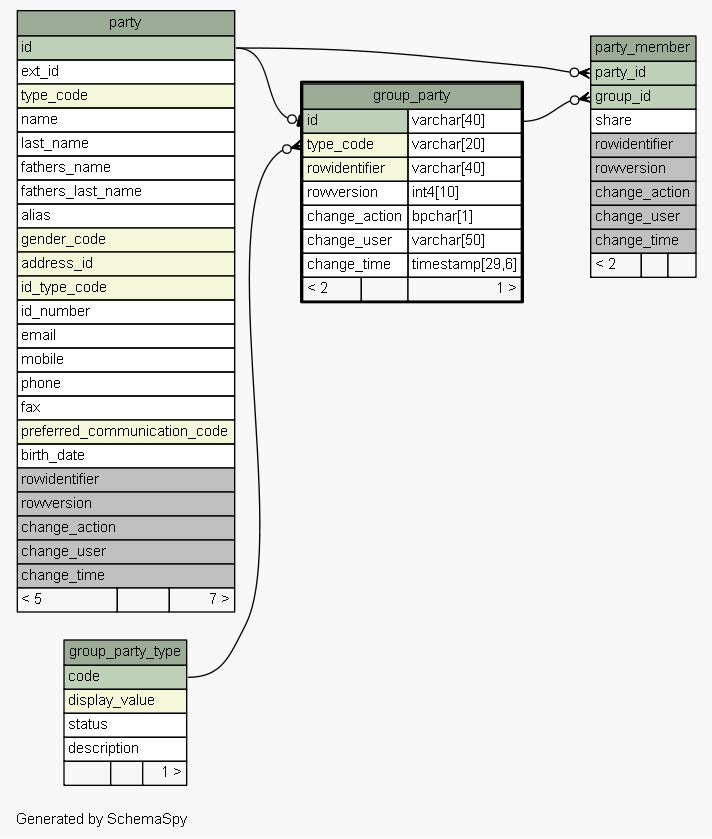 party
id
ext_id
type_code
name
last_name
fathers_name
fathers_last_name
alias
gender_code
address_id
id_type_code
id_number
email
mobile
phone
fax
preferred_communication_code
birth_date
rowidentifier
rowversion
change_action
change_user
change_time
< 5 7 >
group_party
id varchar[40]
type_code varchar[20]
rowidentifier varchar[40]
rowversion int4[10]
change_action bpchar[1]
change_user varchar[50]
change_time timestamp[29,6]
< 2 1 >
party_member
party_id
group_id
share
rowidentifier
rowversion
change_action
change_user
change_time
< 2
group_party_type
code
display_value
status
description
1 >
Generated by SchemaSpy